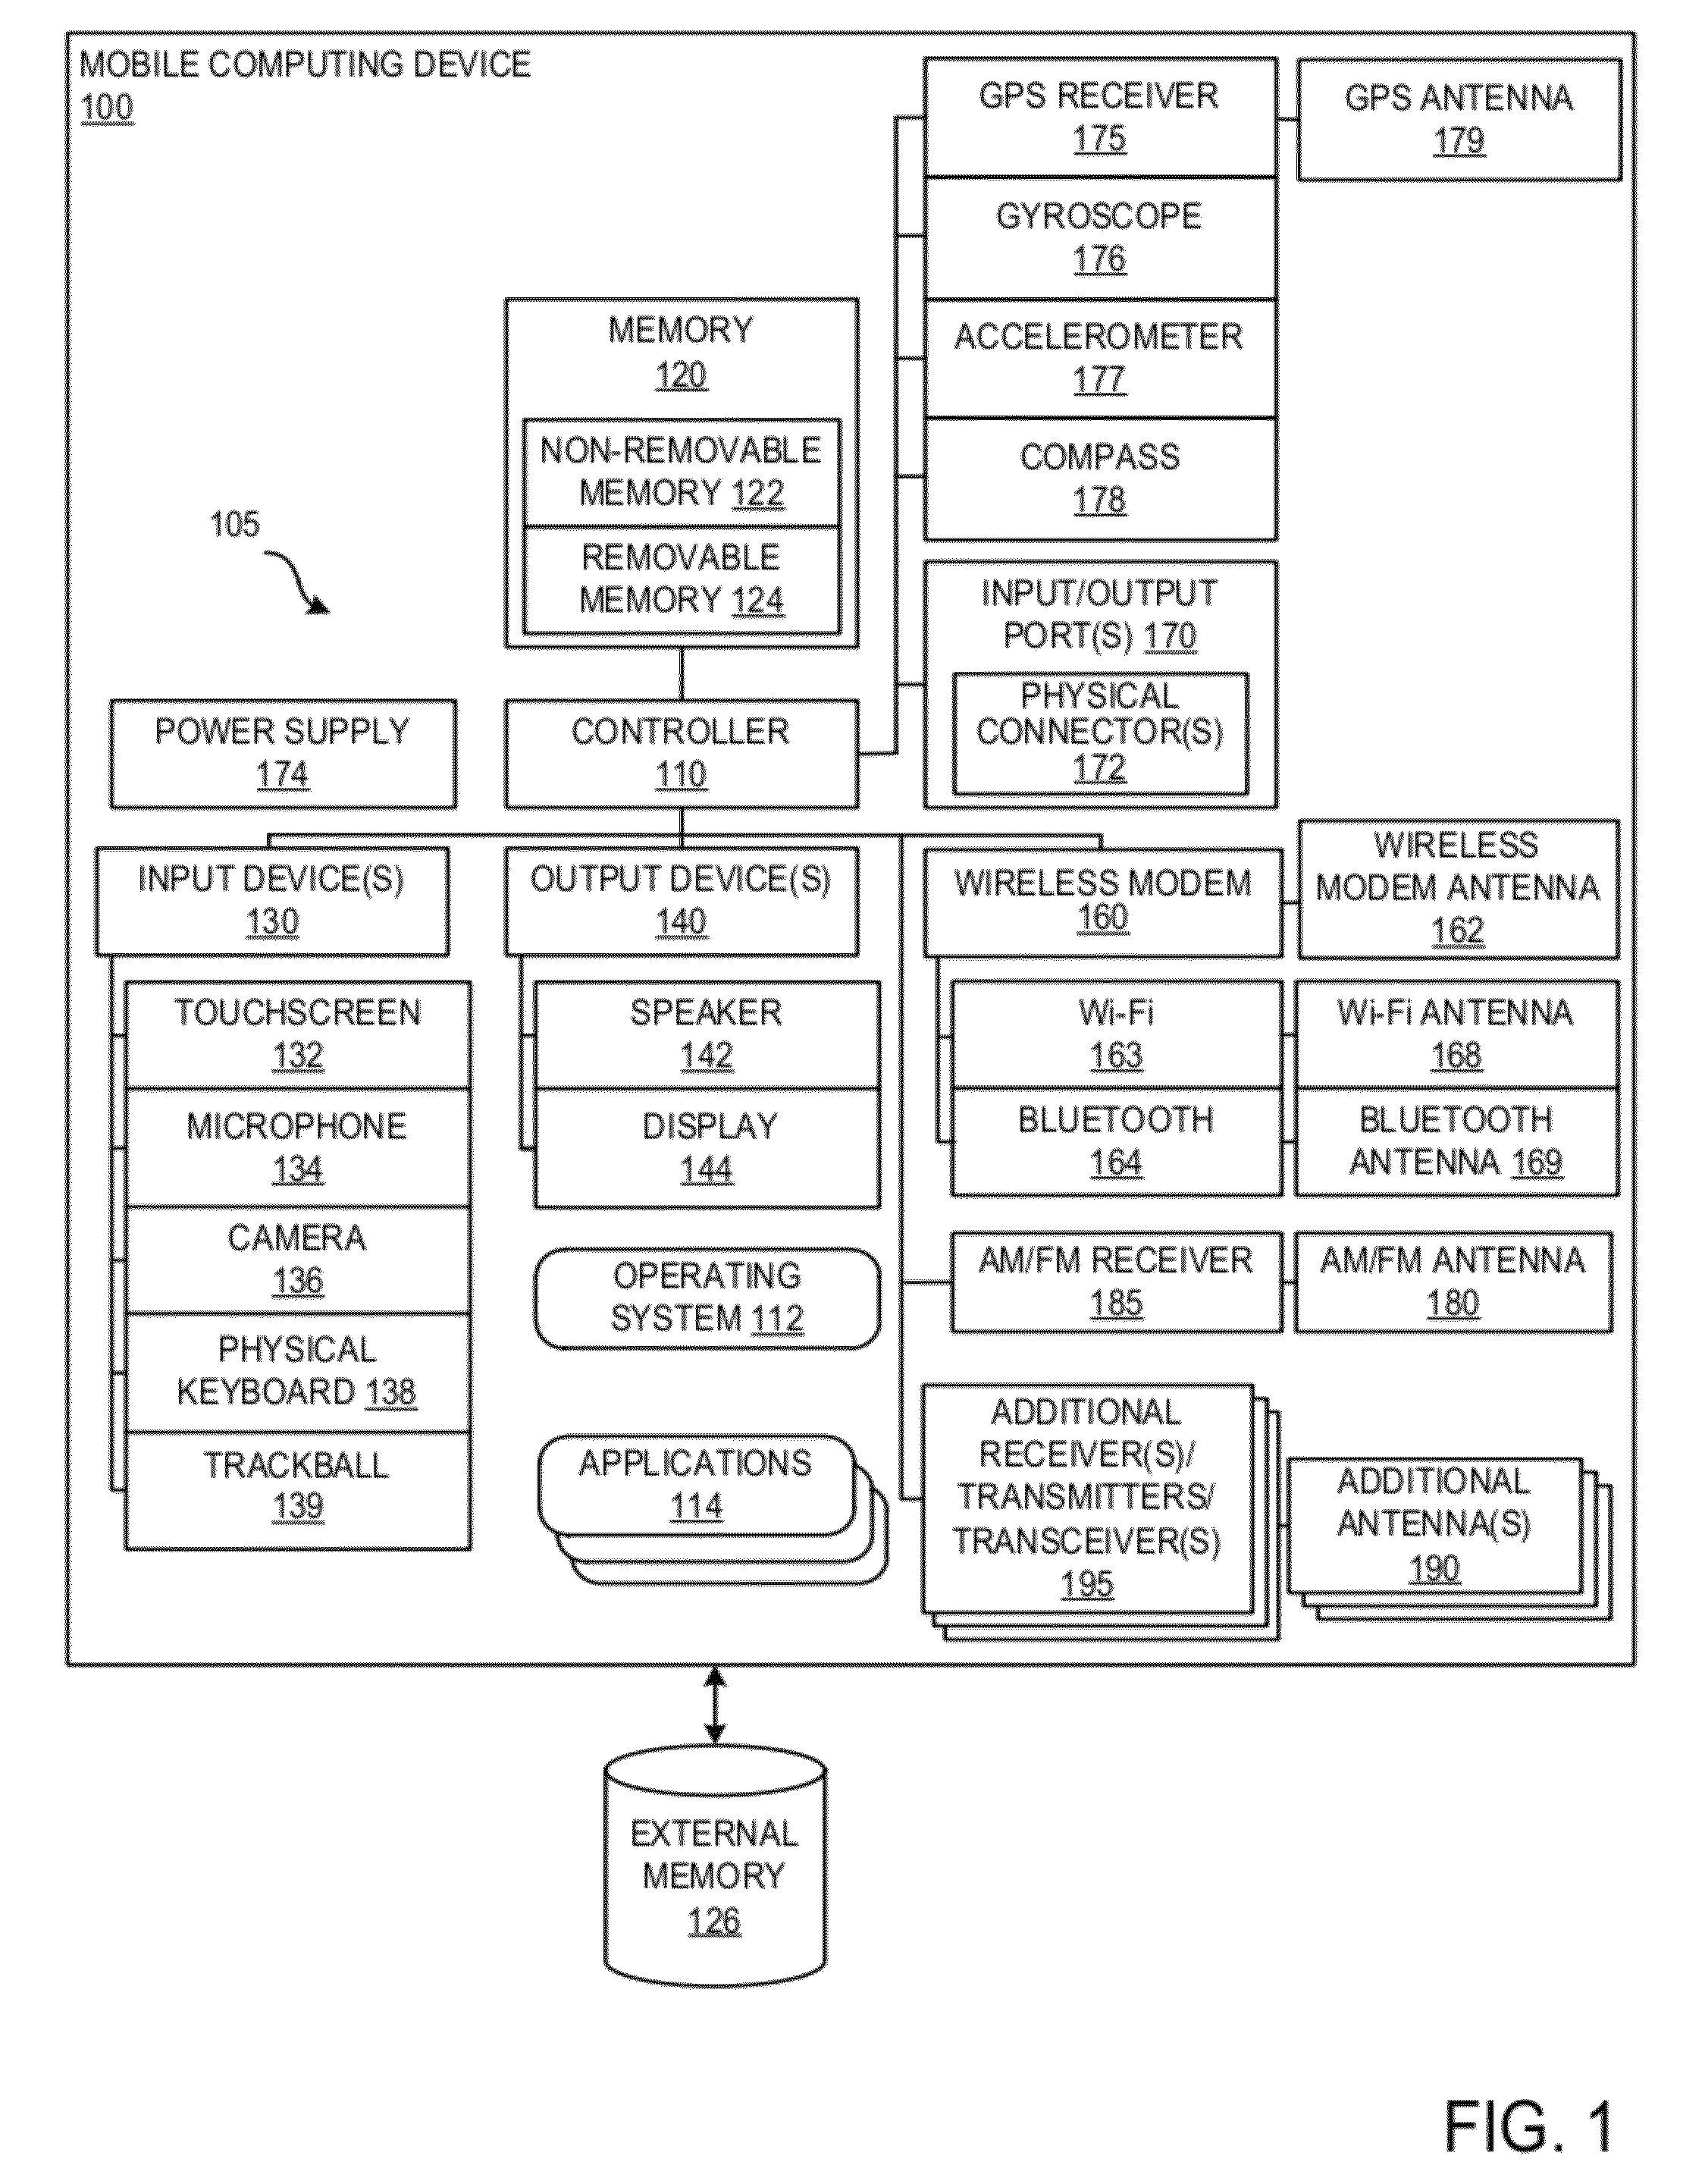 MOBILE COMPUTING DEVICE
100
GPS RECEIVER
175
GPS ANTENNA
179
GYROSCOPE
176
ACCELEROMETER
177
COMPASS
178
MEMORY
120
NON-REMOVABLE
MEMORY 122
REMOVABLE
MEMORY 124
105
INPUT/OUTPUT
PORT(S) 170
PHYSICAL
CONNECTOR(S)
172
POWER SUPPLY
174
CONTROLLER
110
INPUT DEVICE(S)
130
OUTPUT DEVICE(S)
140
WIRELESS MODEM
160
WIRELESS
MODEM ANTENNA
162
TOUCHSCREEN
132
MICROPHONE
134
CAMERA
136
PHYSICAL
KEYBOARD 138
TRACKBALL
139
SPEAKER
142
DISPLAY
144
OPERATING
SYSTEM 112
APPLICATIONS
114
Wi-Fi
163
Wi-Fi ANTENNA
168
BLUETOOTH
164
BLUETOOTH
ANTENNA 169
AM/FM RECEIVER
185
AM/FM ANTENNA
180
ADDITIONAL
RECEIVER(S)/
TRANSMITTERS/
TRANSCEIVER(S)
195
ADDITIONAL
ANTENNA(S)
190
EXTERNAL
MEMORY
126
FIG. 1